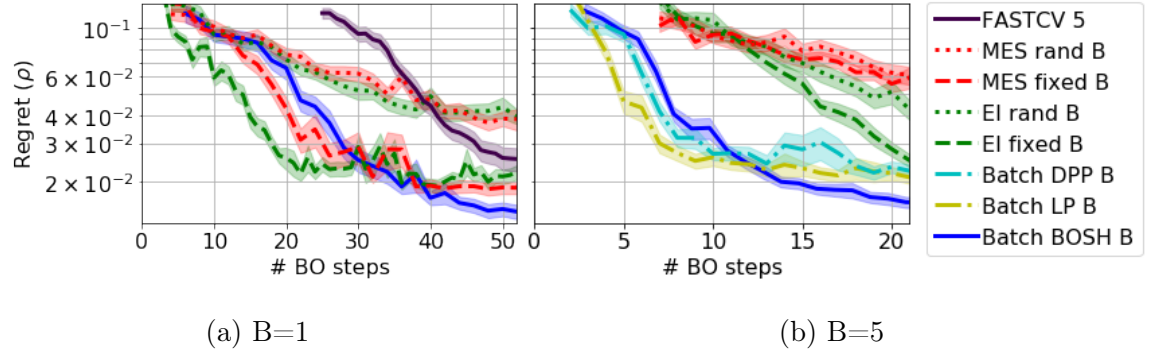 Regret (ρ)
10⁻¹
6 × 10⁻²
4 × 10⁻²
3 × 10⁻²
2 × 10⁻²
0 10 20 30 40 50
# BO steps
0 5 10 15 20
# BO steps
FASTCV 5
MES rand B
MES fixed B
EI rand B
EI fixed B
Batch DPP B
Batch LP B
Batch BOSH B
(a) B=1
(b) B=5